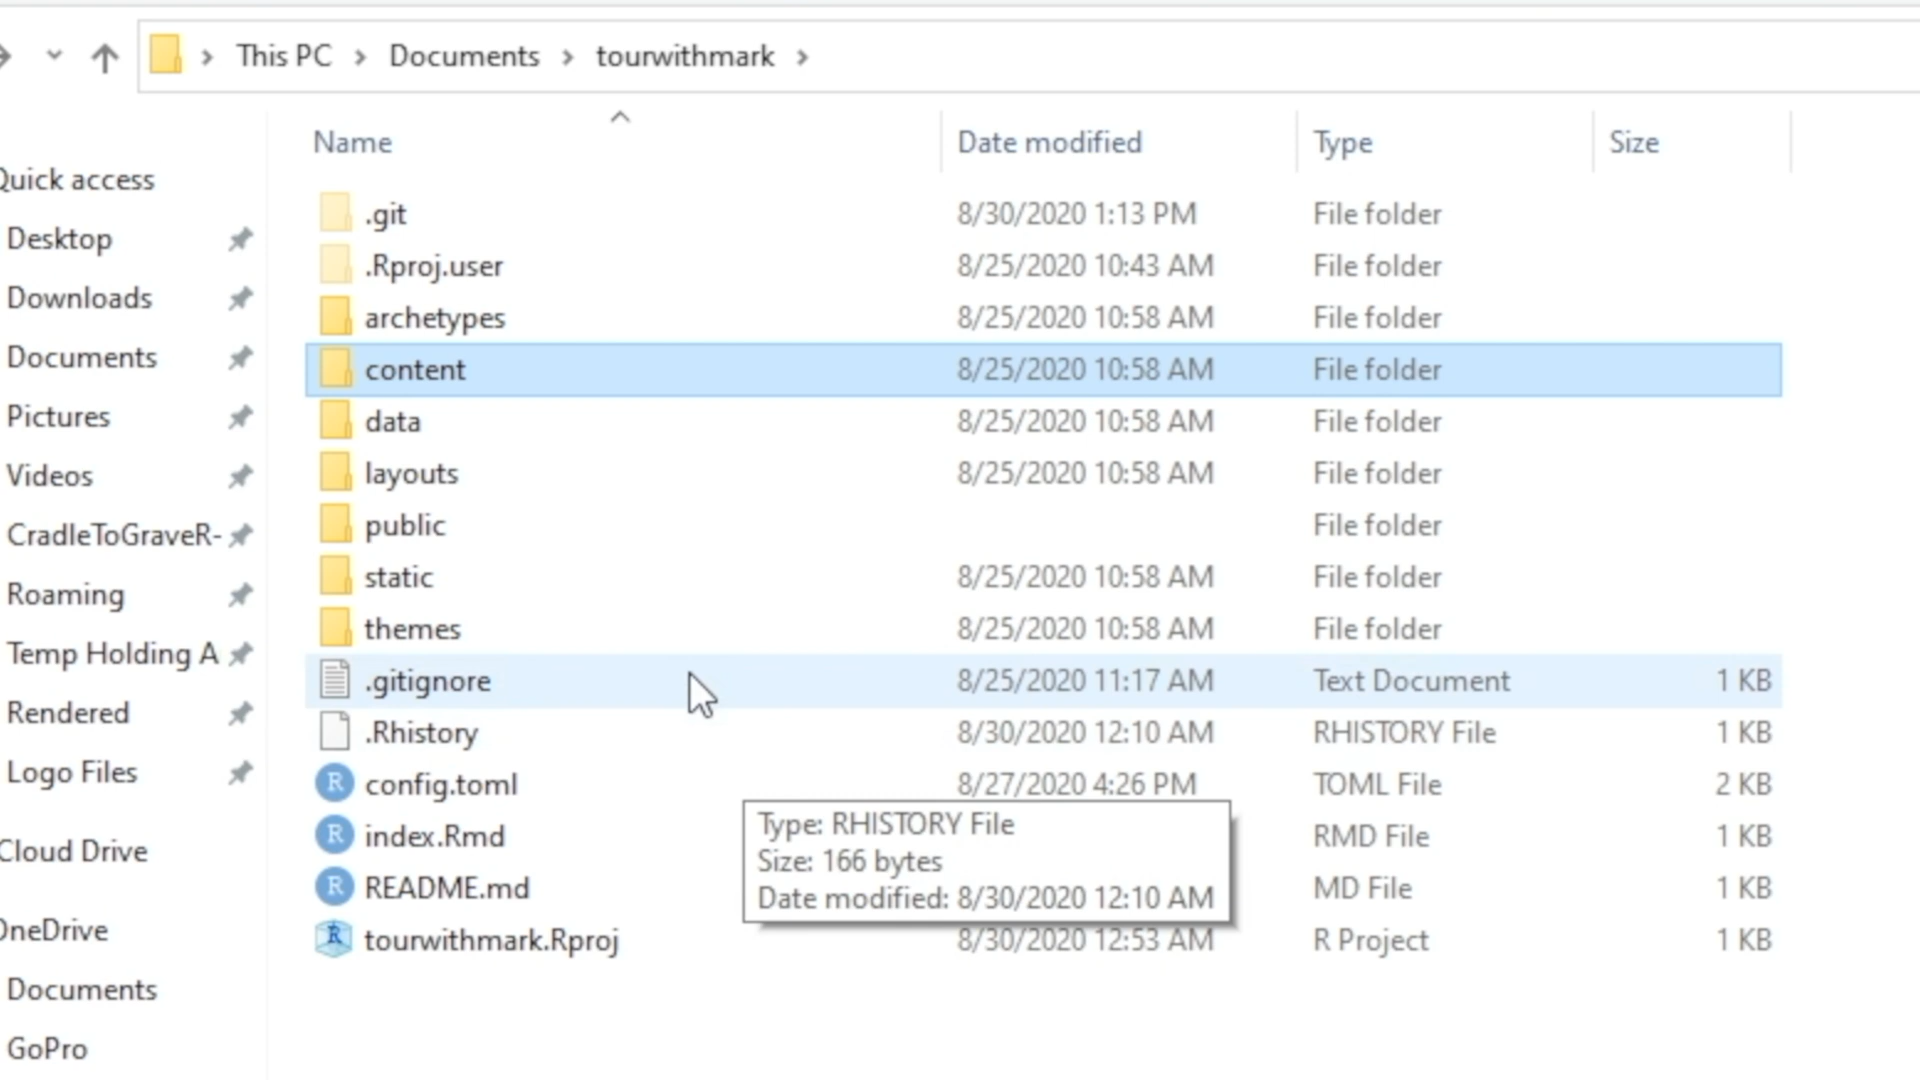 This PC > Documents > tourwithmark >
Name Date modified Type Size
Quick access
Desktop
Downloads
Documents
Pictures
Videos
CradleToGraveR-
Roaming
Temp Holding A
Rendered
Logo Files
Cloud Drive
OneDrive
Documents
GoPro
.git 8/30/2020 1:13 PM File folder
.Rproj.user 8/25/2020 10:43 AM File folder
archetypes 8/25/2020 10:58 AM File folder
content 8/25/2020 10:58 AM File folder
data 8/25/2020 10:58 AM File folder
layouts 8/25/2020 10:58 AM File folder
public File folder
static 8/25/2020 10:58 AM File folder
themes 8/25/2020 10:58 AM File folder
.gitignore 8/25/2020 11:17 AM Text Document 1 KB
.Rhistory 8/30/2020 12:10 AM RHISTORY File 1 KB
config.toml 8/27/2020 4:26 PM TOML File 2 KB
index.Rmd RMD File 1 KB
README.md MD File 1 KB
tourwithmark.Rproj 8/30/2020 12:53 AM R Project 1 KB
Type: RHISTORY File
Size: 166 bytes
Date modified: 8/30/2020 12:10 AM